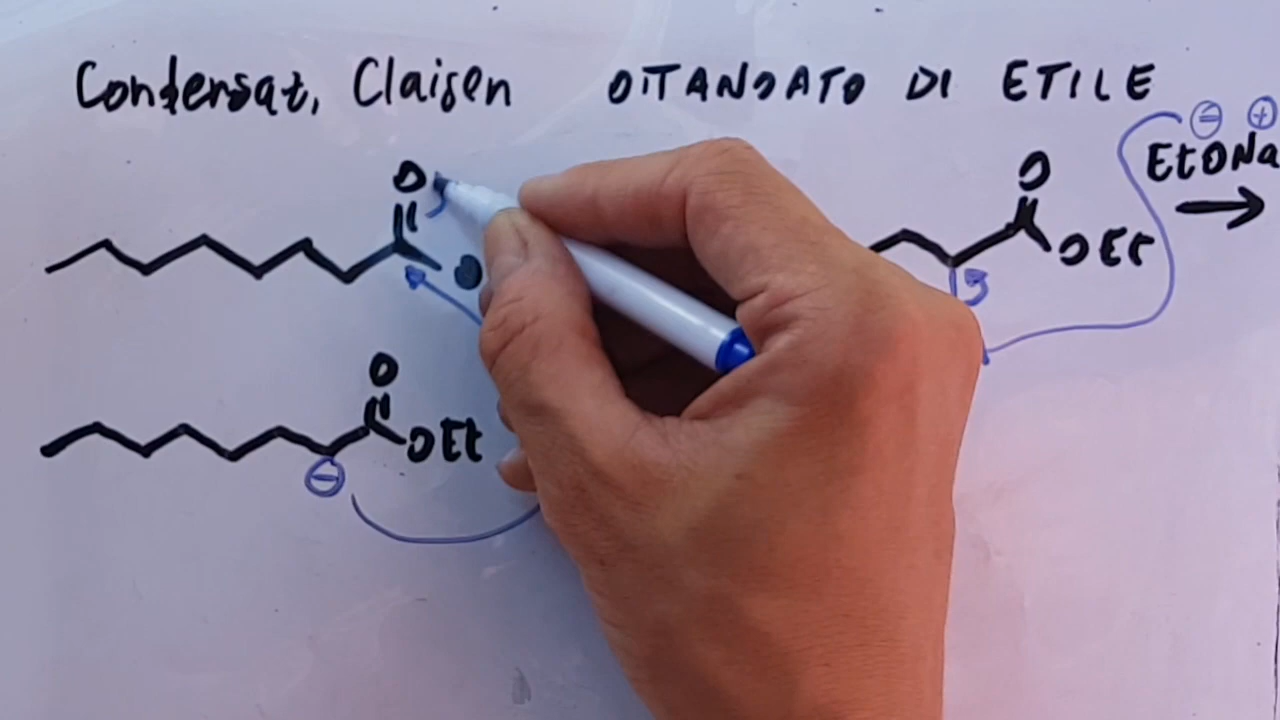 Condensat, Claisen OTTANOATO DI ETILE
⊖ ⊕
EtONa
O
O
OEt
O
OEt
⊖